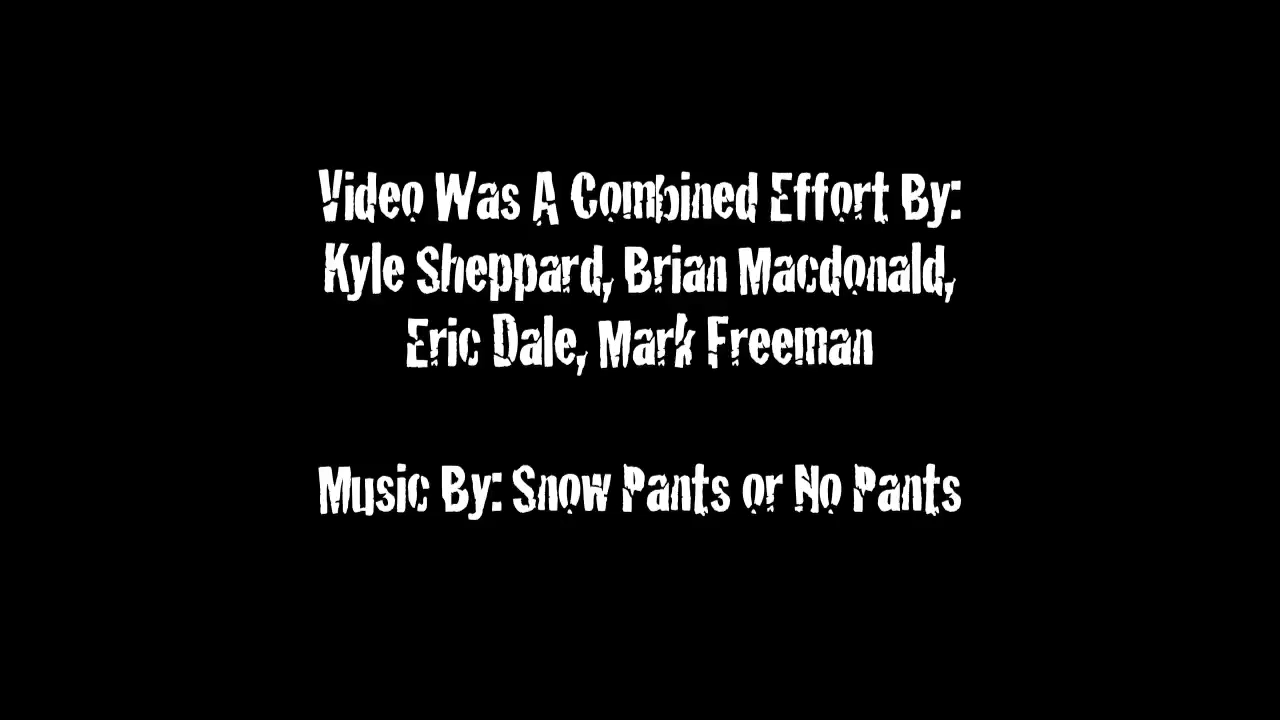 Video Was A Combined Effort By:
Kyle Sheppard, Brian Macdonald,
Eric Dale, Mark Freeman
Music By: Snow Pants or No Pants